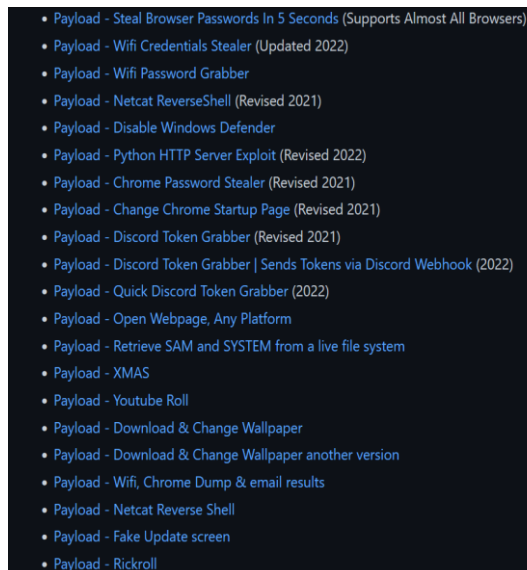 • Payload - Steal Browser Passwords In 5 Seconds (Supports Almost All Browsers)
• Payload - Wifi Credentials Stealer (Updated 2022)
• Payload - Wifi Password Grabber
• Payload - Netcat ReverseShell (Revised 2021)
• Payload - Disable Windows Defender
• Payload - Python HTTP Server Exploit (Revised 2022)
• Payload - Chrome Password Stealer (Revised 2021)
• Payload - Change Chrome Startup Page (Revised 2021)
• Payload - Discord Token Grabber (Revised 2021)
• Payload - Discord Token Grabber | Sends Tokens via Discord Webhook (2022)
• Payload - Quick Discord Token Grabber (2022)
• Payload - Open Webpage, Any Platform
• Payload - Retrieve SAM and SYSTEM from a live file system
• Payload - XMAS
• Payload - Youtube Roll
• Payload - Download & Change Wallpaper
• Payload - Download & Change Wallpaper another version
• Payload - Wifi, Chrome Dump & email results
• Payload - Netcat Reverse Shell
• Payload - Fake Update screen
• Payload - Rickroll